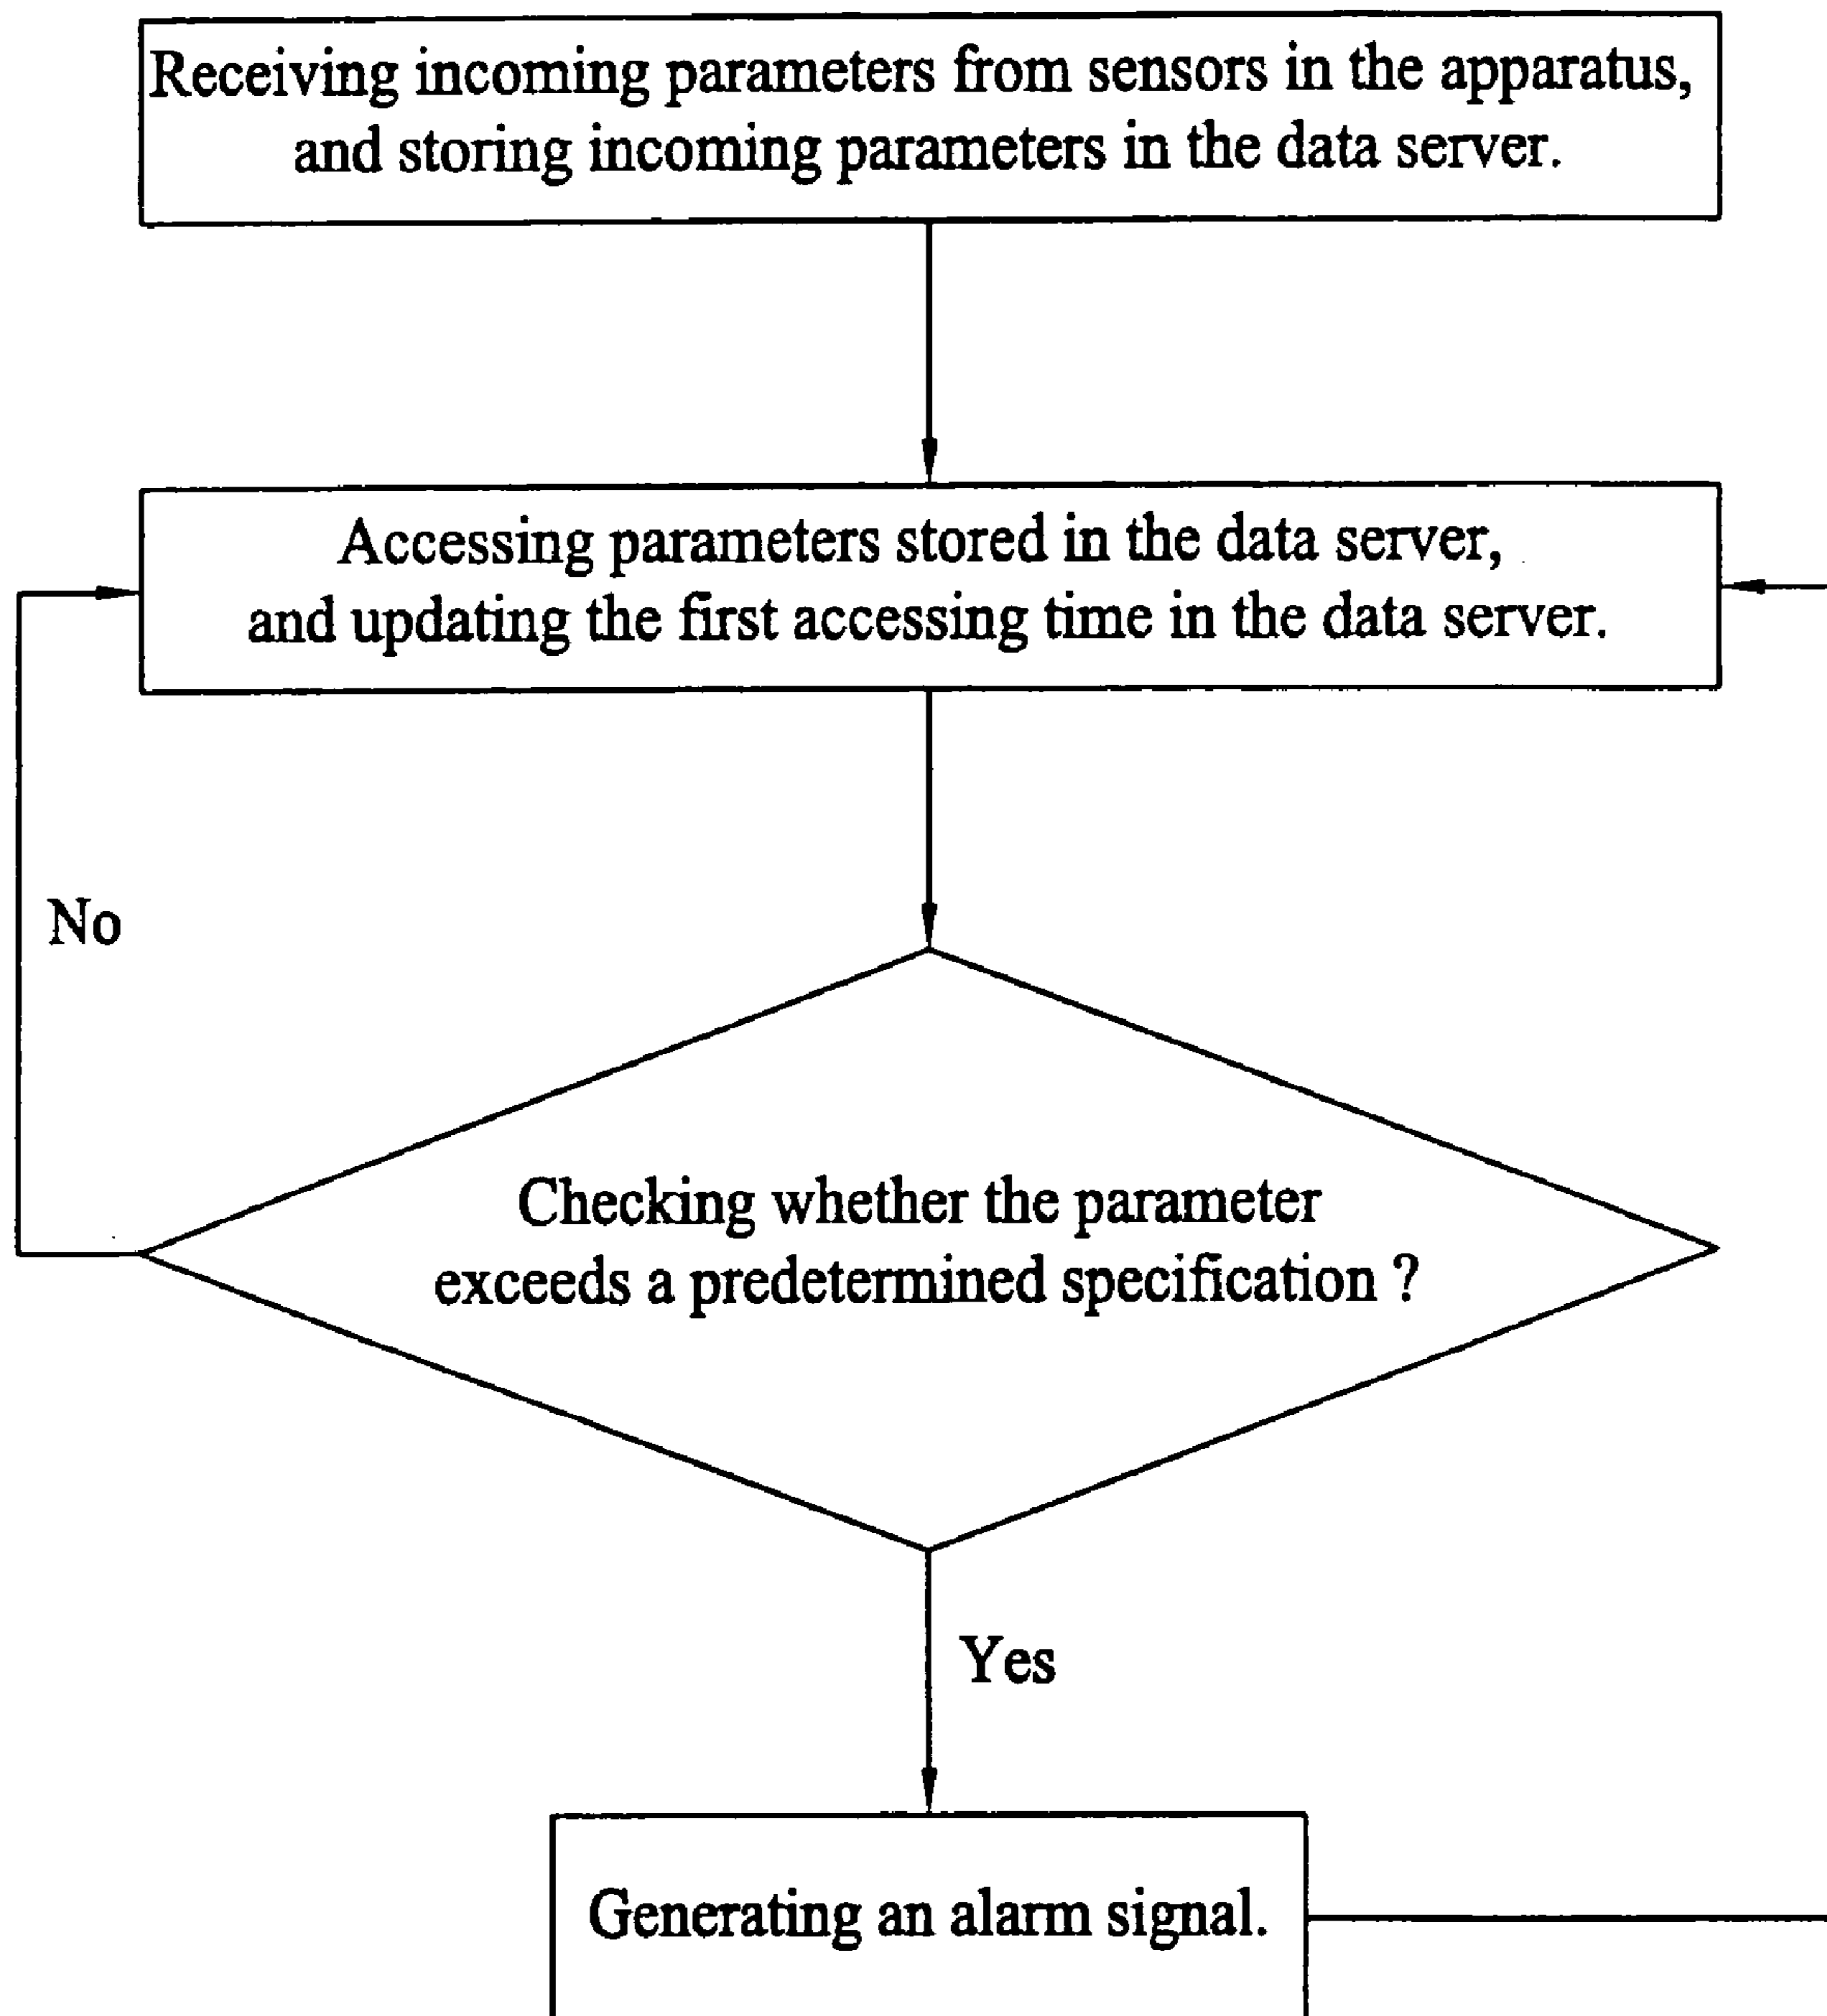 Receiving incoming parameters from sensors in the apparatus,
and storing incoming parameters in the data server.
Accessing parameters stored in the data server,
and updating the first accessing time in the data server.
No
Checking whether the parameter
exceeds a predetermined specification ?
Yes
Generating an alarm signal.